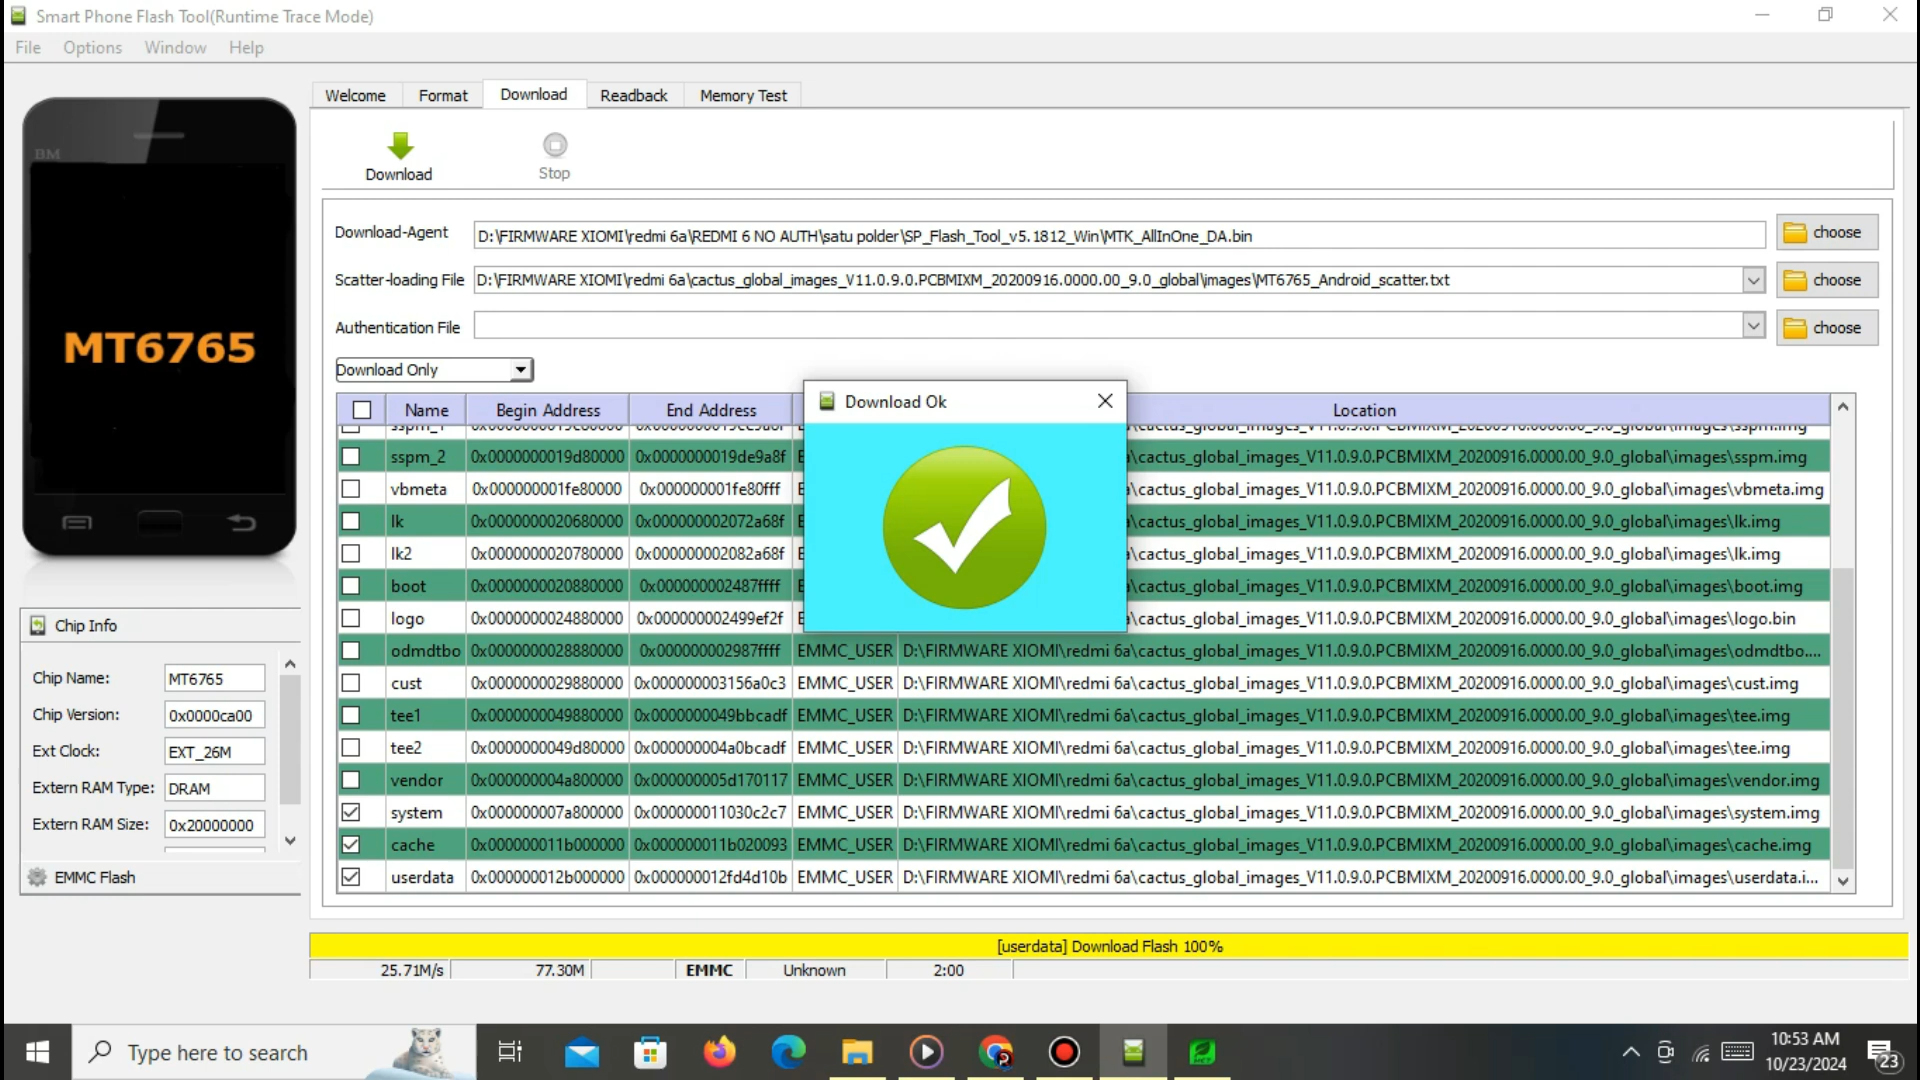 Smart Phone Flash Tool(Runtime Trace Mode)
File Options Window Help
Welcome Format Download Readback Memory Test
BM
MT6765
Download Stop
Download-Agent D:\FIRMWARE XIOMI\redmi 6a\REDMI 6 NO AUTH\satu polder\SP_Flash_Tool_v5.1812_Win\MTK_AllInOne_DA.bin choose
Scatter-loading File D:\FIRMWARE XIOMI\redmi 6a\cactus_global_images_V11.0.9.0.PCBMIXM_20200916.0000.00_9.0_global\images\MT6765_Android_scatter.txt choose
Authentication File choose
Download Only
Download Ok
Name Begin Address End Address Location
sspm_2 0x0000000019d80000 0x0000000019de9a8f E \cactus_global_images_V11.0.9.0.PCBMIXM_20200916.0000.00_9.0_global\images\sspm.img
vbmeta 0x000000001fe80000 0x000000001fe80fff E \cactus_global_images_V11.0.9.0.PCBMIXM_20200916.0000.00_9.0_global\images\vbmeta.img
lk 0x0000000020680000 0x000000002072a68f E \cactus_global_images_V11.0.9.0.PCBMIXM_20200916.0000.00_9.0_global\images\lk.img
lk2 0x0000000020780000 0x000000002082a68f E \cactus_global_images_V11.0.9.0.PCBMIXM_20200916.0000.00_9.0_global\images\lk.img
boot 0x0000000020880000 0x000000002487ffff E \cactus_global_images_V11.0.9.0.PCBMIXM_20200916.0000.00_9.0_global\images\boot.img
logo 0x0000000024880000 0x000000002499ef2f E \cactus_global_images_V11.0.9.0.PCBMIXM_20200916.0000.00_9.0_global\images\logo.bin
odmdtbo 0x0000000028880000 0x000000002987ffff EMMC_USER D:\FIRMWARE XIOMI\redmi 6a\cactus_global_images_V11.0.9.0.PCBMIXM_20200916.0000.00_9.0_global\images\odmdtbo....
cust 0x0000000029880000 0x000000003156a0c3 EMMC_USER D:\FIRMWARE XIOMI\redmi 6a\cactus_global_images_V11.0.9.0.PCBMIXM_20200916.0000.00_9.0_global\images\cust.img
tee1 0x0000000049880000 0x0000000049bbcadf EMMC_USER D:\FIRMWARE XIOMI\redmi 6a\cactus_global_images_V11.0.9.0.PCBMIXM_20200916.0000.00_9.0_global\images\tee.img
tee2 0x0000000049d80000 0x000000004a0bcadf EMMC_USER D:\FIRMWARE XIOMI\redmi 6a\cactus_global_images_V11.0.9.0.PCBMIXM_20200916.0000.00_9.0_global\images\tee.img
vendor 0x000000004a800000 0x000000005d170117 EMMC_USER D:\FIRMWARE XIOMI\redmi 6a\cactus_global_images_V11.0.9.0.PCBMIXM_20200916.0000.00_9.0_global\images\vendor.img
system 0x000000007a800000 0x000000011030c2c7 EMMC_USER D:\FIRMWARE XIOMI\redmi 6a\cactus_global_images_V11.0.9.0.PCBMIXM_20200916.0000.00_9.0_global\images\system.img
cache 0x000000011b000000 0x000000011b020093 EMMC_USER D:\FIRMWARE XIOMI\redmi 6a\cactus_global_images_V11.0.9.0.PCBMIXM_20200916.0000.00_9.0_global\images\cache.img
userdata 0x000000012b000000 0x000000012fd4d10b EMMC_USER D:\FIRMWARE XIOMI\redmi 6a\cactus_global_images_V11.0.9.0.PCBMIXM_20200916.0000.00_9.0_global\images\userdata.i...
Chip Info
Chip Name: MT6765
Chip Version: 0x0000ca00
Ext Clock: EXT_26M
Extern RAM Type: DRAM
Extern RAM Size: 0x20000000
EMMC Flash
[userdata] Download Flash 100%
25.71M/s 77.30M EMMC Unknown 2:00
Type here to search
10:53 AM
10/23/2024
23